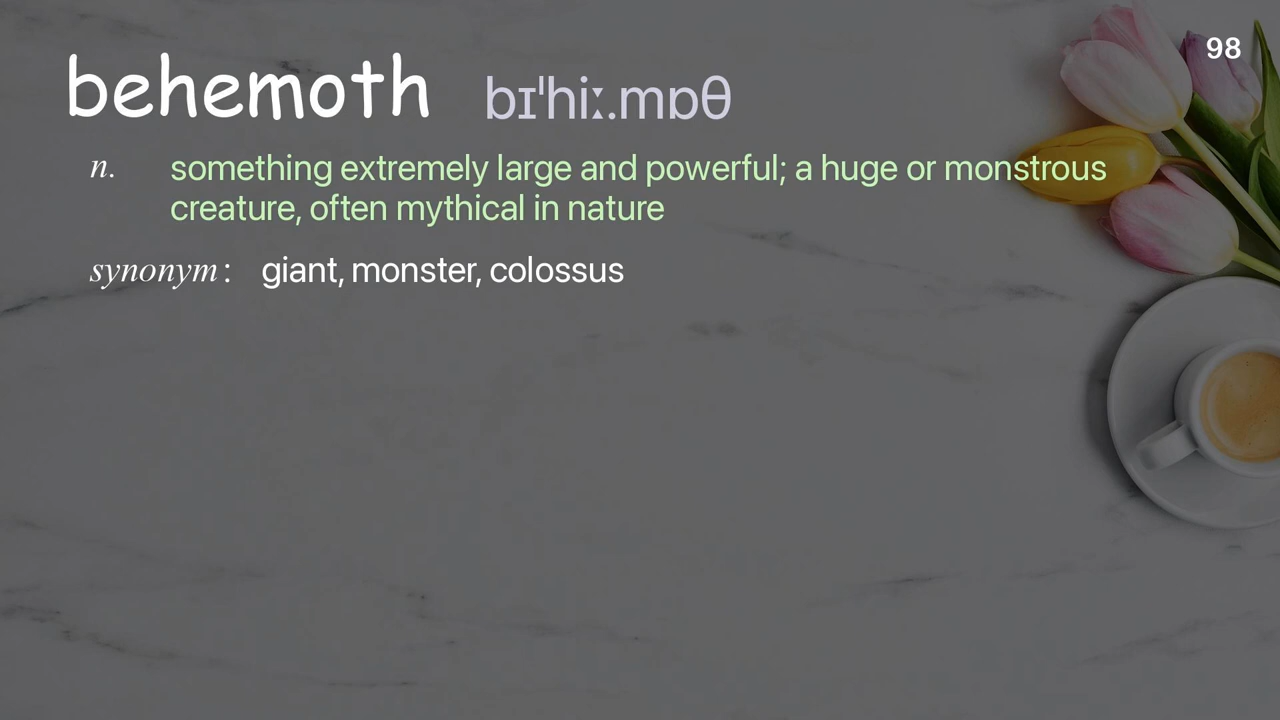 98
behemoth bɪˈhiː.mɒθ
n. something extremely large and powerful; a huge or monstrous
creature, often mythical in nature
synonym: giant, monster, colossus